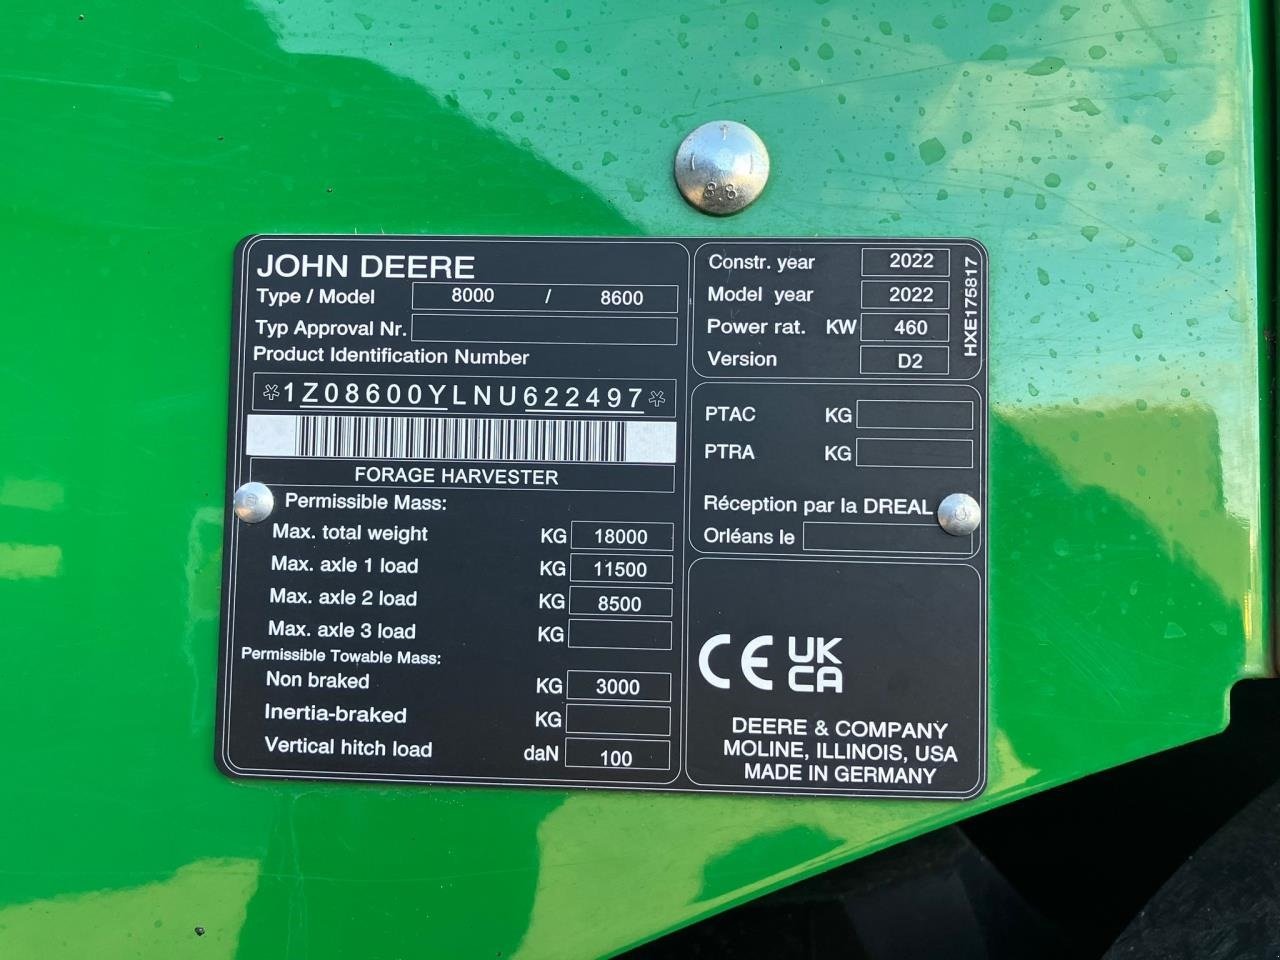 8.8
JOHN DEERE
Type / Model 8000 / 8600
Typ Approval Nr.
Product Identification Number
*1Z08600YLNU622497*
FORAGE HARVESTER
Permissible Mass:
Max. total weight KG 18000
Max. axle 1 load KG 11500
Max. axle 2 load KG 8500
Max. axle 3 load KG
Permissible Towable Mass:
Non braked KG 3000
Inertia-braked KG
Vertical hitch load daN 100
Constr. year 2022
Model year 2022
Power rat. KW 460
Version D2
HXE175817
PTAC KG
PTRA KG
Réception par la DREAL
Orléans le
CE UK
CA
DEERE & COMPANY
MOLINE, ILLINOIS, USA
MADE IN GERMANY